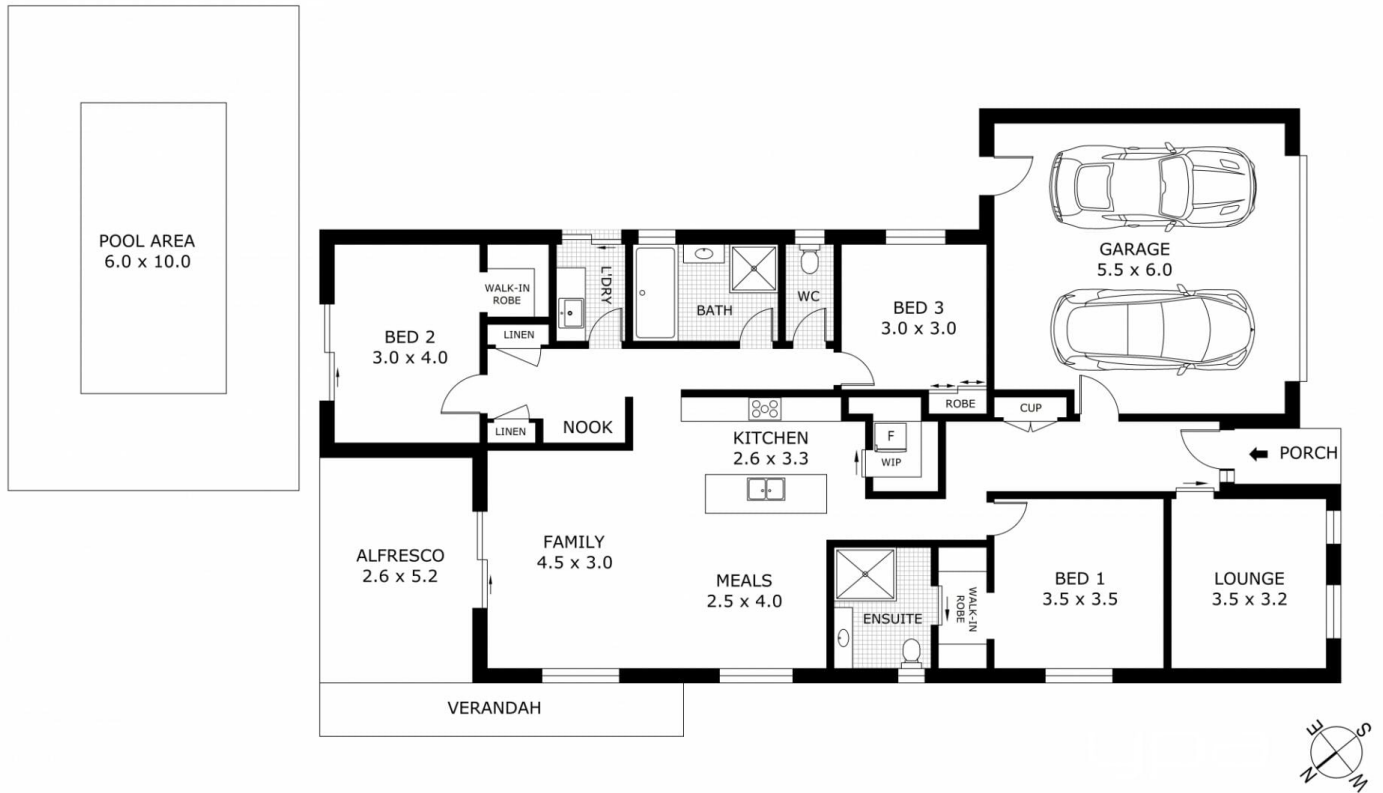 POOL AREA
6.0 x 10.0
GARAGE
5.5 x 6.0
WALK-IN
ROBE
L'DRY
BATH
WC
BED 3
3.0 x 3.0
BED 2
3.0 x 4.0
LINEN
LINEN
NOOK
ROBE
CUP
KITCHEN
2.6 x 3.3
F
WIP
PORCH
ALFRESCO
2.6 x 5.2
FAMILY
4.5 x 3.0
MEALS
2.5 x 4.0
ENSUITE
WALK-IN
ROBE
BED 1
3.5 x 3.5
LOUNGE
3.5 x 3.2
VERANDAH
E
S
N
W